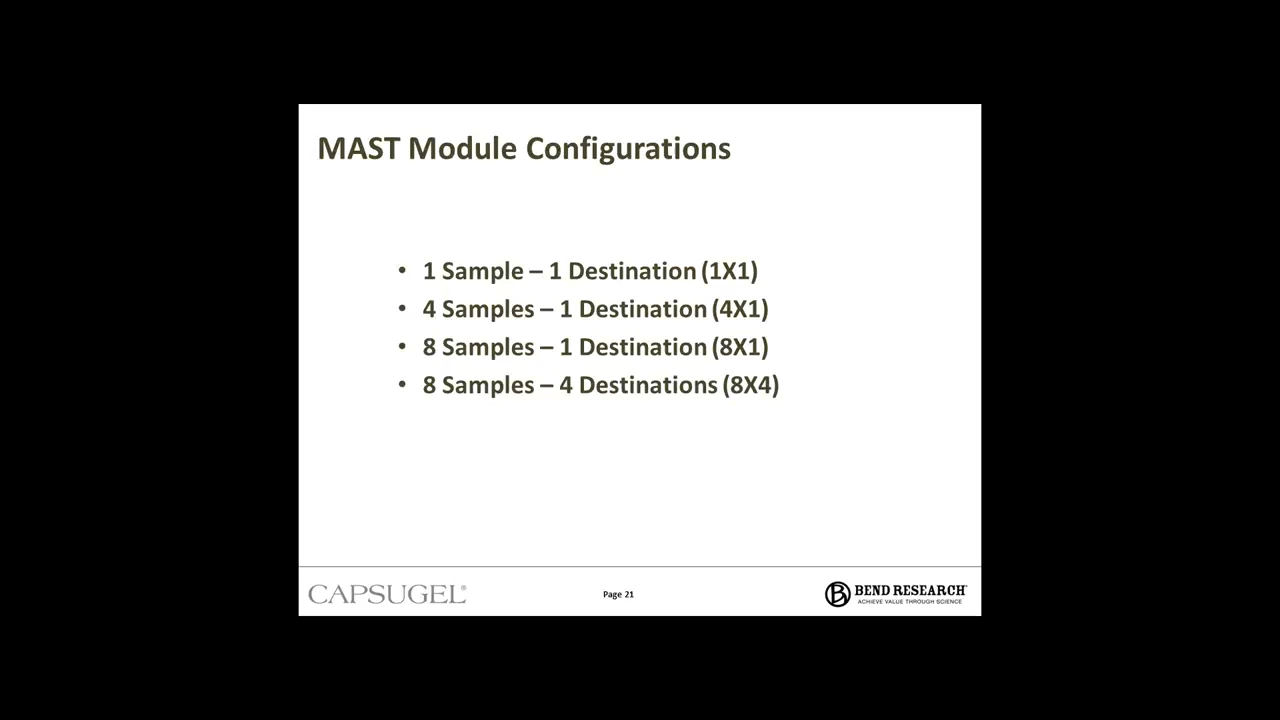 MAST Module Configurations
• 1 Sample – 1 Destination (1X1)
• 4 Samples – 1 Destination (4X1)
• 8 Samples – 1 Destination (8X1)
• 8 Samples – 4 Destinations (8X4)
CAPSUGEL®
Page 21
BEND RESEARCH
ACHIEVE VALUE THROUGH SCIENCE